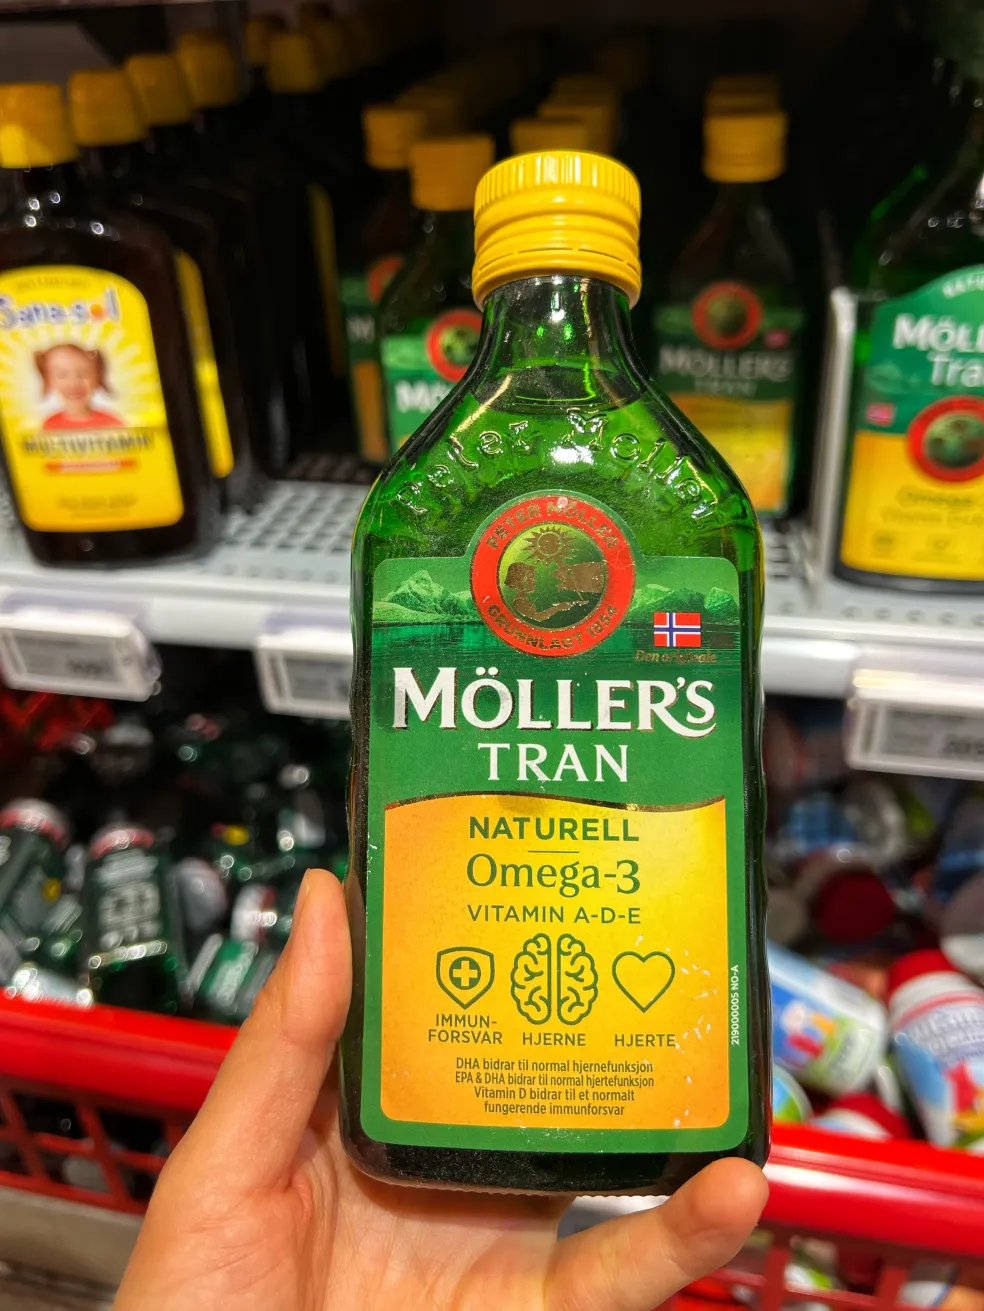 Peter Möller
PETER MÖLLER
GRUNNLAGT 1854
Den originale
MÖLLER'S
TRAN
NATURELL
Omega-3
VITAMIN A-D-E
IMMUN-
FORSVAR
HJERNE
HJERTE
DHA bidrar til normal hjernefunksjon
EPA & DHA bidrar til normal hjertefunksjon
Vitamin D bidrar til et normalt
fungerende immunforsvar
219000005 NO-A
Sana-sol
MULTIVITAMIN
MÖLLER'S
TRAN